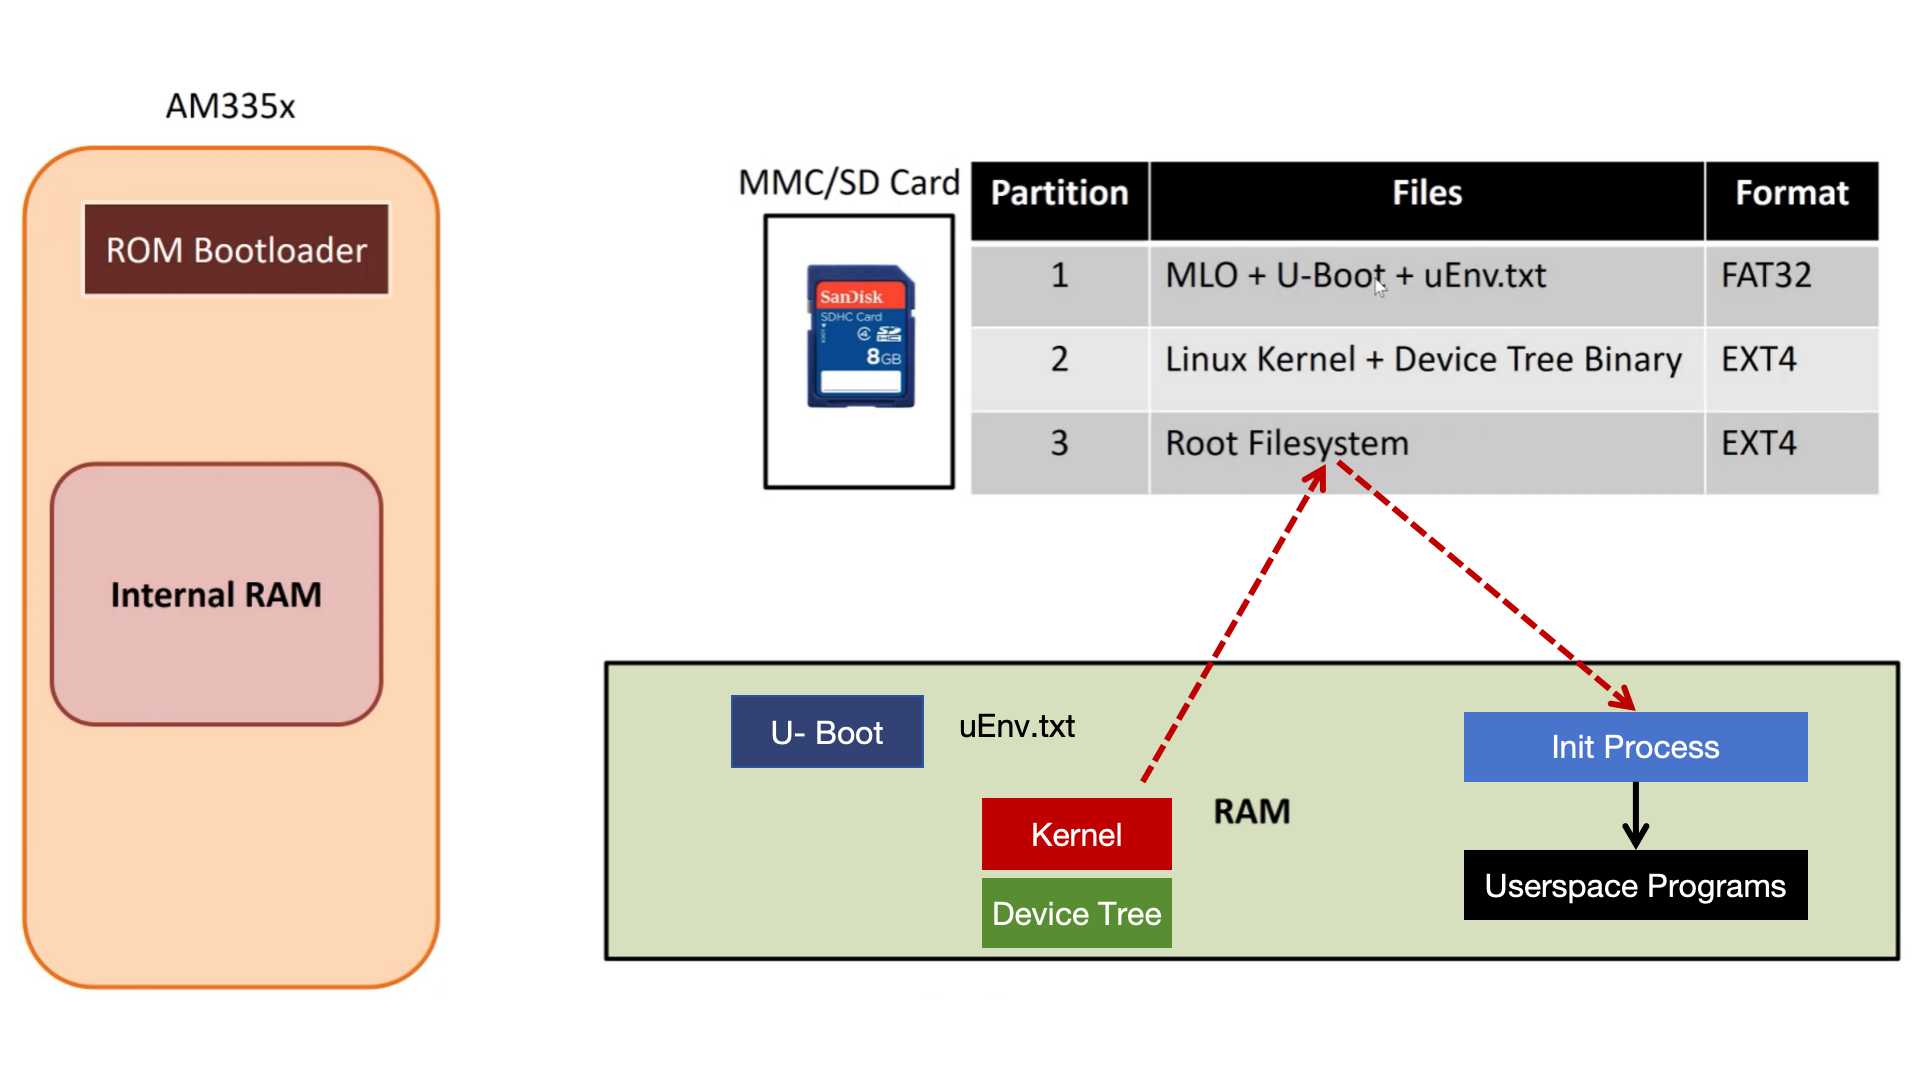 AM335x
ROM Bootloader
Internal RAM
MMC/SD Card
SanDisk
SDHC Card
4
8GB
Partition Files Format
1 MLO + U-Boot + uEnv.txt FAT32
2 Linux Kernel + Device Tree Binary EXT4
3 Root Filesystem EXT4
U- Boot
uEnv.txt
Kernel
Device Tree
RAM
Init Process
Userspace Programs